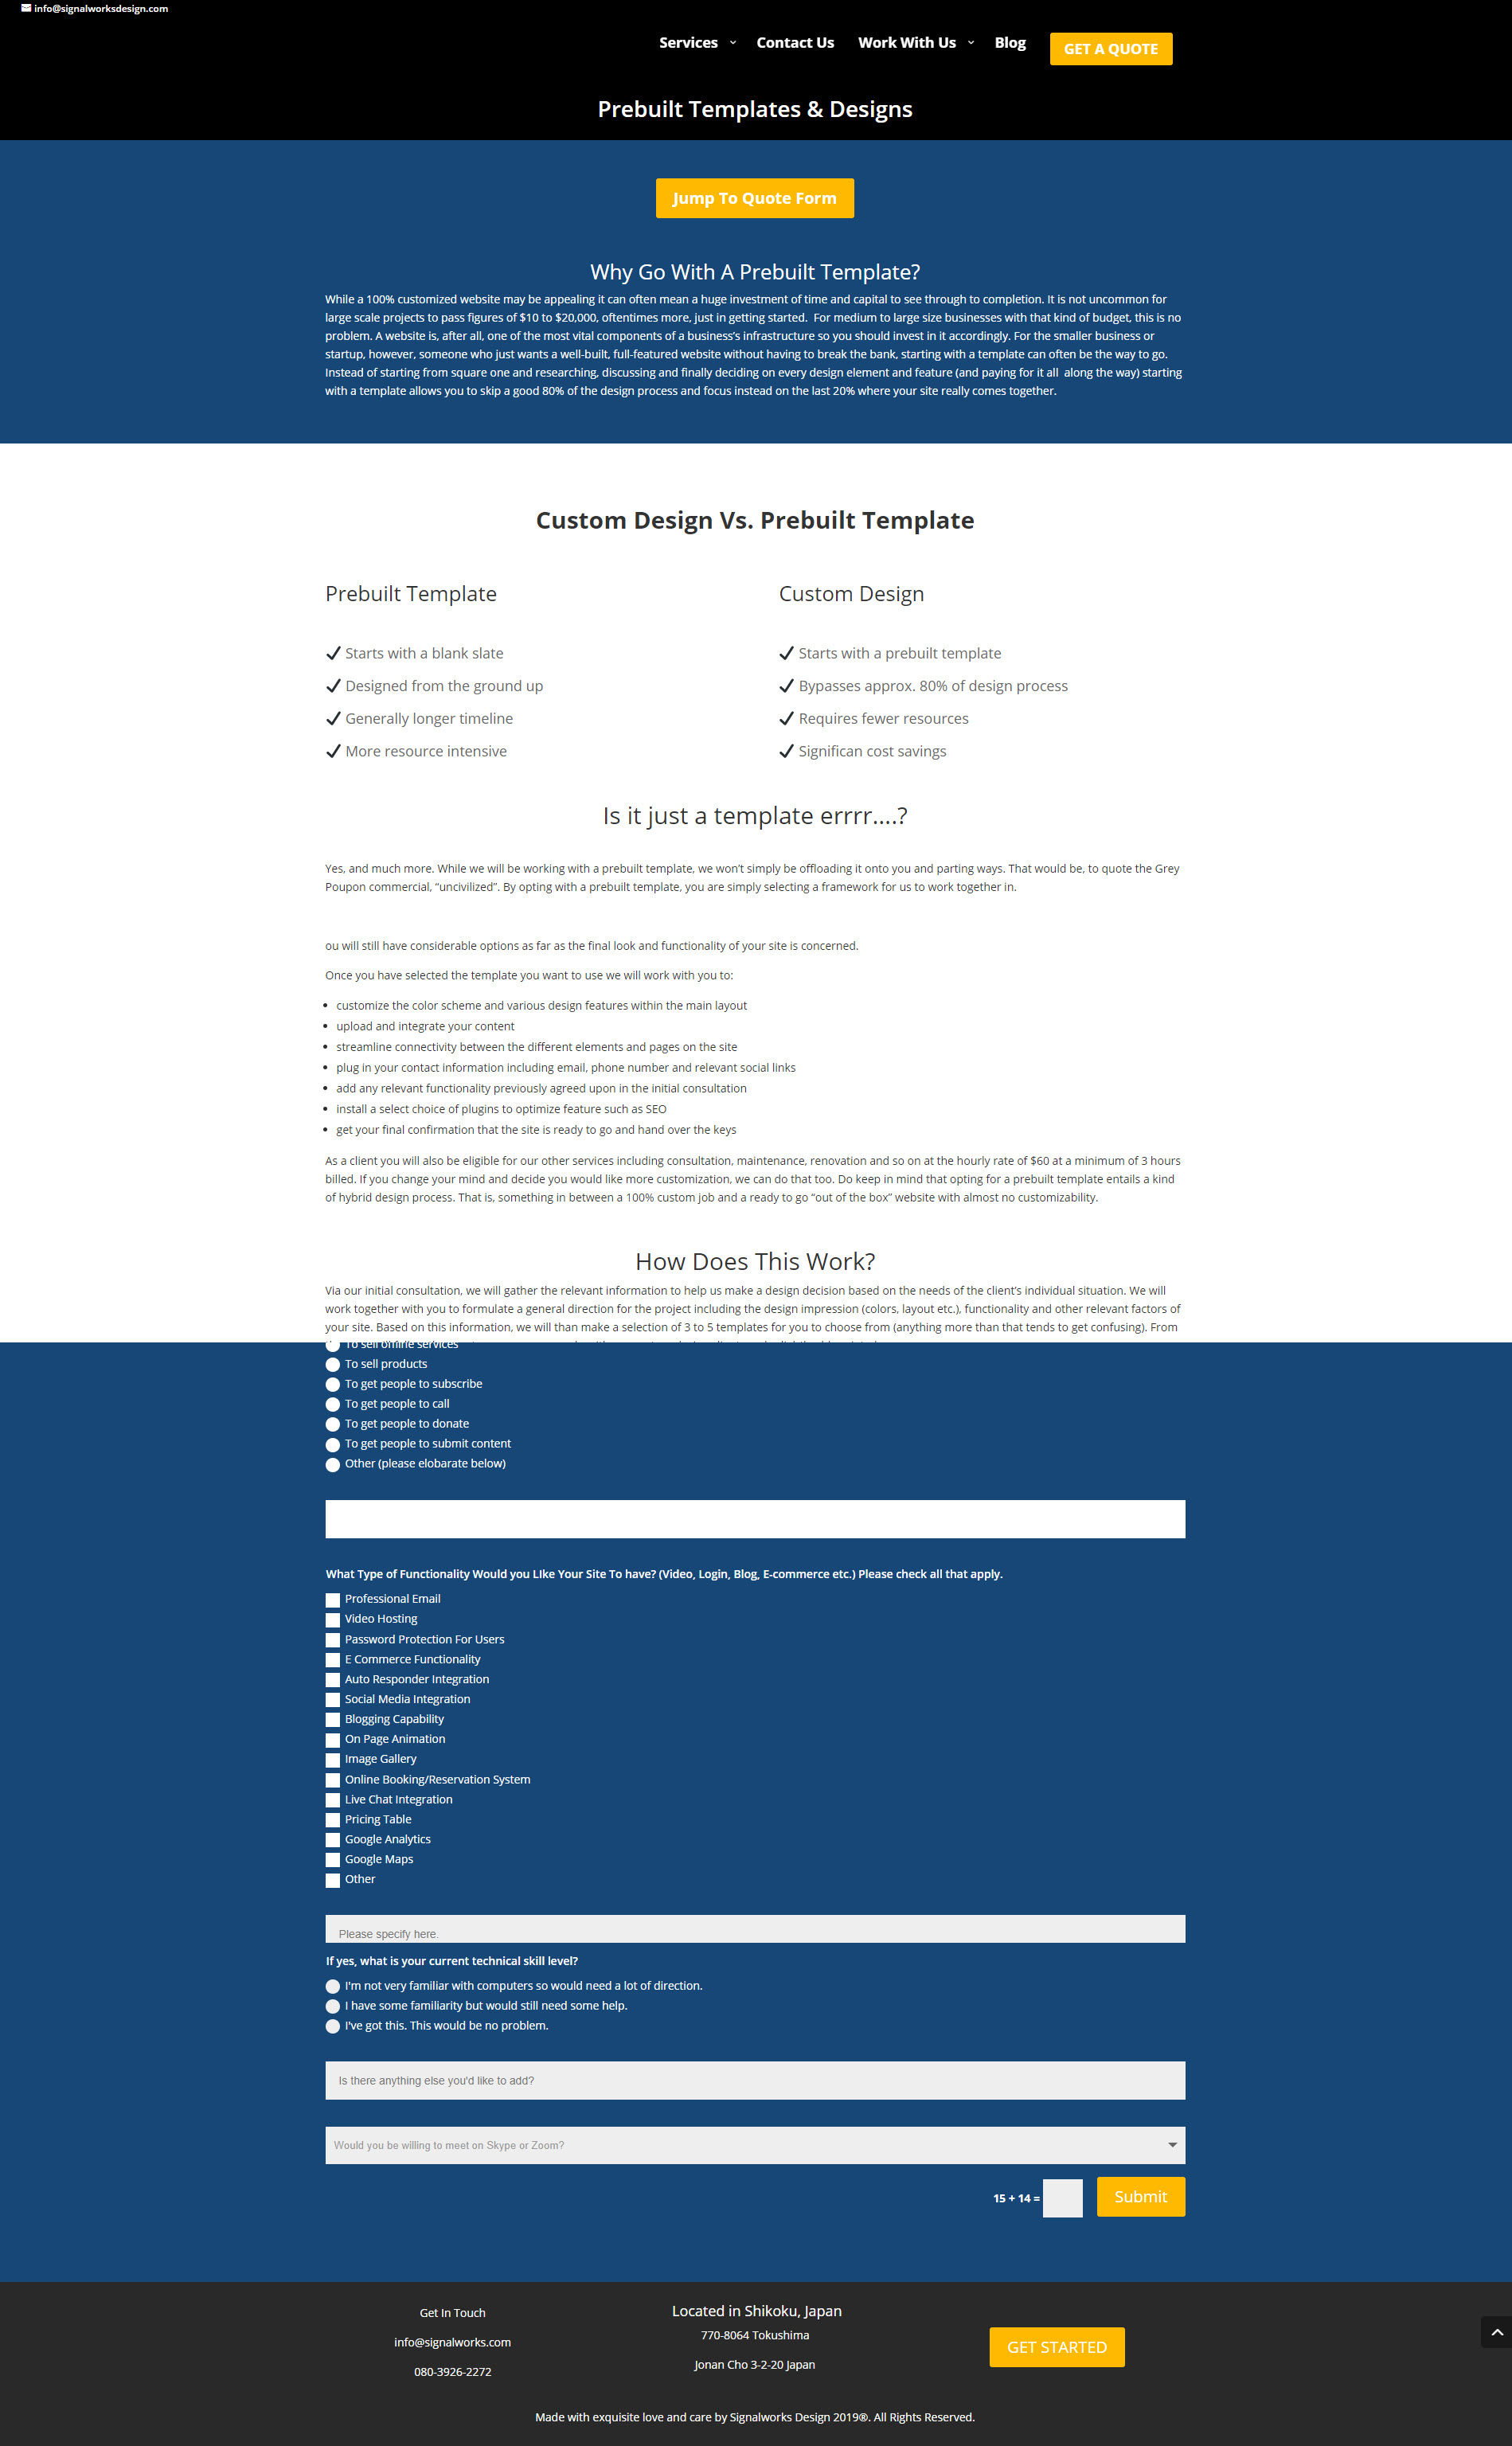 info@signalworksdesign.com
Services Contact Us Work With Us Blog GET A QUOTE
Prebuilt Templates & Designs
Jump To Quote Form
Why Go With A Prebuilt Template?
While a 100% customized website may be appealing it can often mean a huge investment of time and capital to see through to completion. It is not uncommon for
large scale projects to pass figures of $10 to $20,000, oftentimes more, just in getting started.  For medium to large size businesses with that kind of budget, this is no
problem. A website is, after all, one of the most vital components of a business’s infrastructure so you should invest in it accordingly. For the smaller business or
startup, however, someone who just wants a well-built, full-featured website without having to break the bank, starting with a template can often be the way to go.
Instead of starting from square one and researching, discussing and finally deciding on every design element and feature (and paying for it all  along the way) starting
with a template allows you to skip a good 80% of the design process and focus instead on the last 20% where your site really comes together.
Custom Design Vs. Prebuilt Template
Prebuilt Template
Starts with a blank slate
Designed from the ground up
Generally longer timeline
More resource intensive
Custom Design
Starts with a prebuilt template
Bypasses approx. 80% of design process
Requires fewer resources
Significan cost savings
Is it just a template errrr….?
Yes, and much more. While we will be working with a prebuilt template, we won’t simply be offloading it onto you and parting ways. That would be, to quote the Grey
Poupon commercial, “uncivilized”. By opting with a prebuilt template, you are simply selecting a framework for us to work together in.
ou will still have considerable options as far as the final look and functionality of your site is concerned.
Once you have selected the template you want to use we will work with you to:
customize the color scheme and various design features within the main layout
upload and integrate your content
streamline connectivity between the different elements and pages on the site
plug in your contact information including email, phone number and relevant social links
add any relevant functionality previously agreed upon in the initial consultation
install a select choice of plugins to optimize feature such as SEO
get your final confirmation that the site is ready to go and hand over the keys
As a client you will also be eligible for our other services including consultation, maintenance, renovation and so on at the hourly rate of $60 at a minimum of 3 hours
billed. If you change your mind and decide you would like more customization, we can do that too. Do keep in mind that opting for a prebuilt template entails a kind
of hybrid design process. That is, something in between a 100% custom job and a ready to go “out of the box” website with almost no customizability.
How Does This Work?
Via our initial consultation, we will gather the relevant information to help us make a design decision based on the needs of the client’s individual situation. We will
work together with you to formulate a general direction for the project including the design impression (colors, layout etc.), functionality and other relevant factors of
your site. Based on this information, we will than make a selection of 3 to 5 templates for you to choose from (anything more than that tends to get confusing). From
To sell offline services
To sell products
To get people to subscribe
To get people to call
To get people to donate
To get people to submit content
Other (please elobarate below)
What Type of Functionality Would you LIke Your Site To have? (Video, Login, Blog, E-commerce etc.) Please check all that apply.
Professional Email
Video Hosting
Password Protection For Users
E Commerce Functionality
Auto Responder Integration
Social Media Integration
Blogging Capability
On Page Animation
Image Gallery
Online Booking/Reservation System
Live Chat Integration
Pricing Table
Google Analytics
Google Maps
Other
Please specify here.
If yes, what is your current technical skill level?
I'm not very familiar with computers so would need a lot of direction.
I have some familiarity but would still need some help.
I've got this. This would be no problem.
Is there anything else you'd like to add?
Would you be willing to meet on Skype or Zoom?
15 + 14 = Submit
Get In Touch
info@signalworks.com
080-3926-2272
Located in Shikoku, Japan
770-8064 Tokushima
Jonan Cho 3-2-20 Japan
GET STARTED
Made with exquisite love and care by Signalworks Design 2019®. All Rights Reserved.